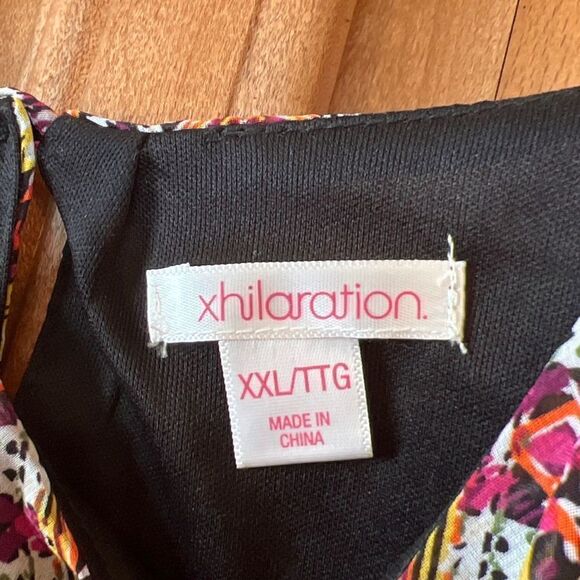 xhilaration.
XXL/TTG
MADE IN
CHINA